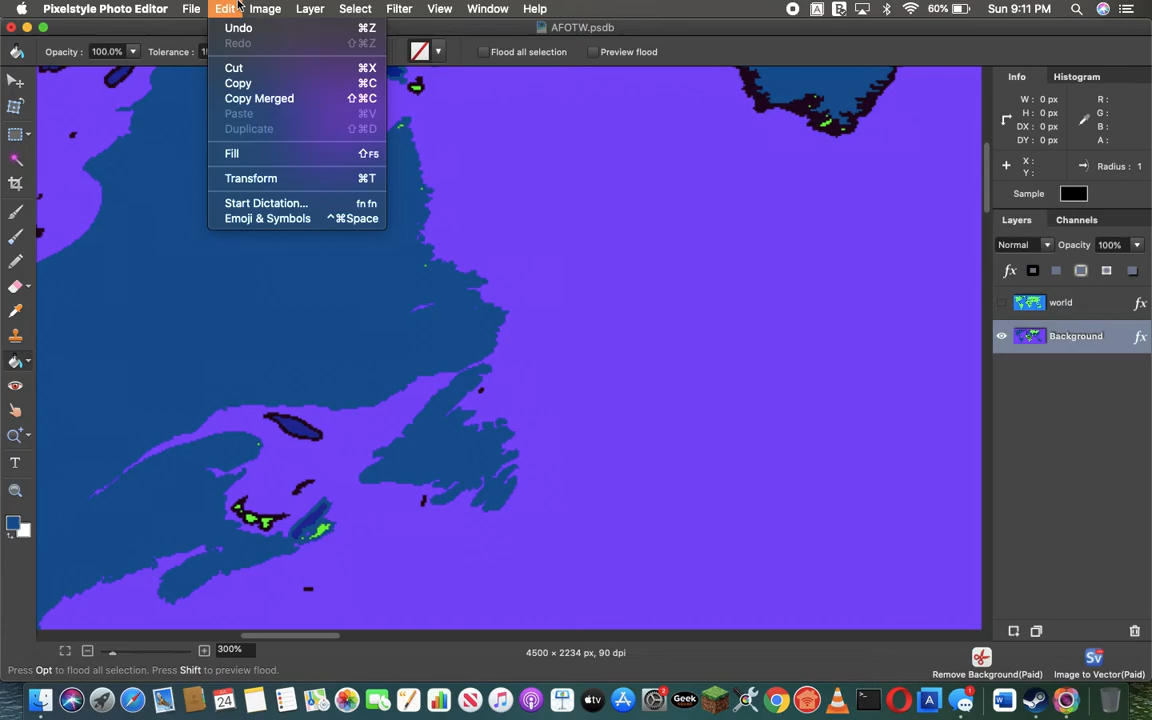 Pixelstyle Photo Editor File Edit Image Layer Select Filter View Window Help 60% Sun 9:11 PM
AFOTW.psdb
Opacity : 100.0% Tolerance : Flood all selection Preview flood
Undo ⌘Z
Redo ⇧⌘Z
Cut ⌘X
Copy ⌘C
Copy Merged ⇧⌘C
Paste ⌘V
Duplicate ⇧⌘D
Fill ⇧F5
Transform ⌘T
Start Dictation... fn fn
Emoji & Symbols ^⌘Space
Info Histogram
W : 0 px R :
H : 0 px G :
DX : 0 px B :
DY : 0 px A :
X : Radius : 1
Y :
Sample
Layers Channels
Normal Opacity 100%
fx
world fx
Background fx
T
300% 4500 × 2234 px, 90 dpi
Press Opt to flood all selection. Press Shift to preview flood.
Remove Background(Paid) Image to Vector(Paid)